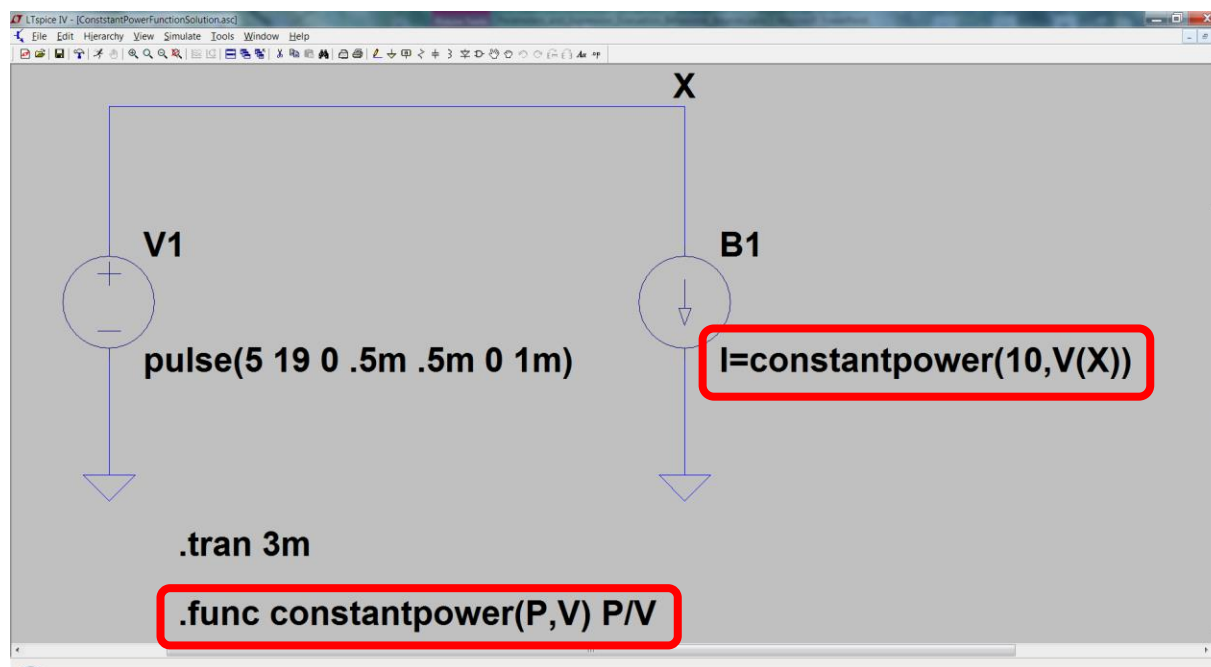 LTspice IV - [ConststantPowerFunctionSolution.asc]
File Edit Hierarchy View Simulate Tools Window Help
X
V1
B1
pulse(5 19 0 .5m .5m 0 1m)
I=constantpower(10,V(X))
.tran 3m
.func constantpower(P,V) P/V